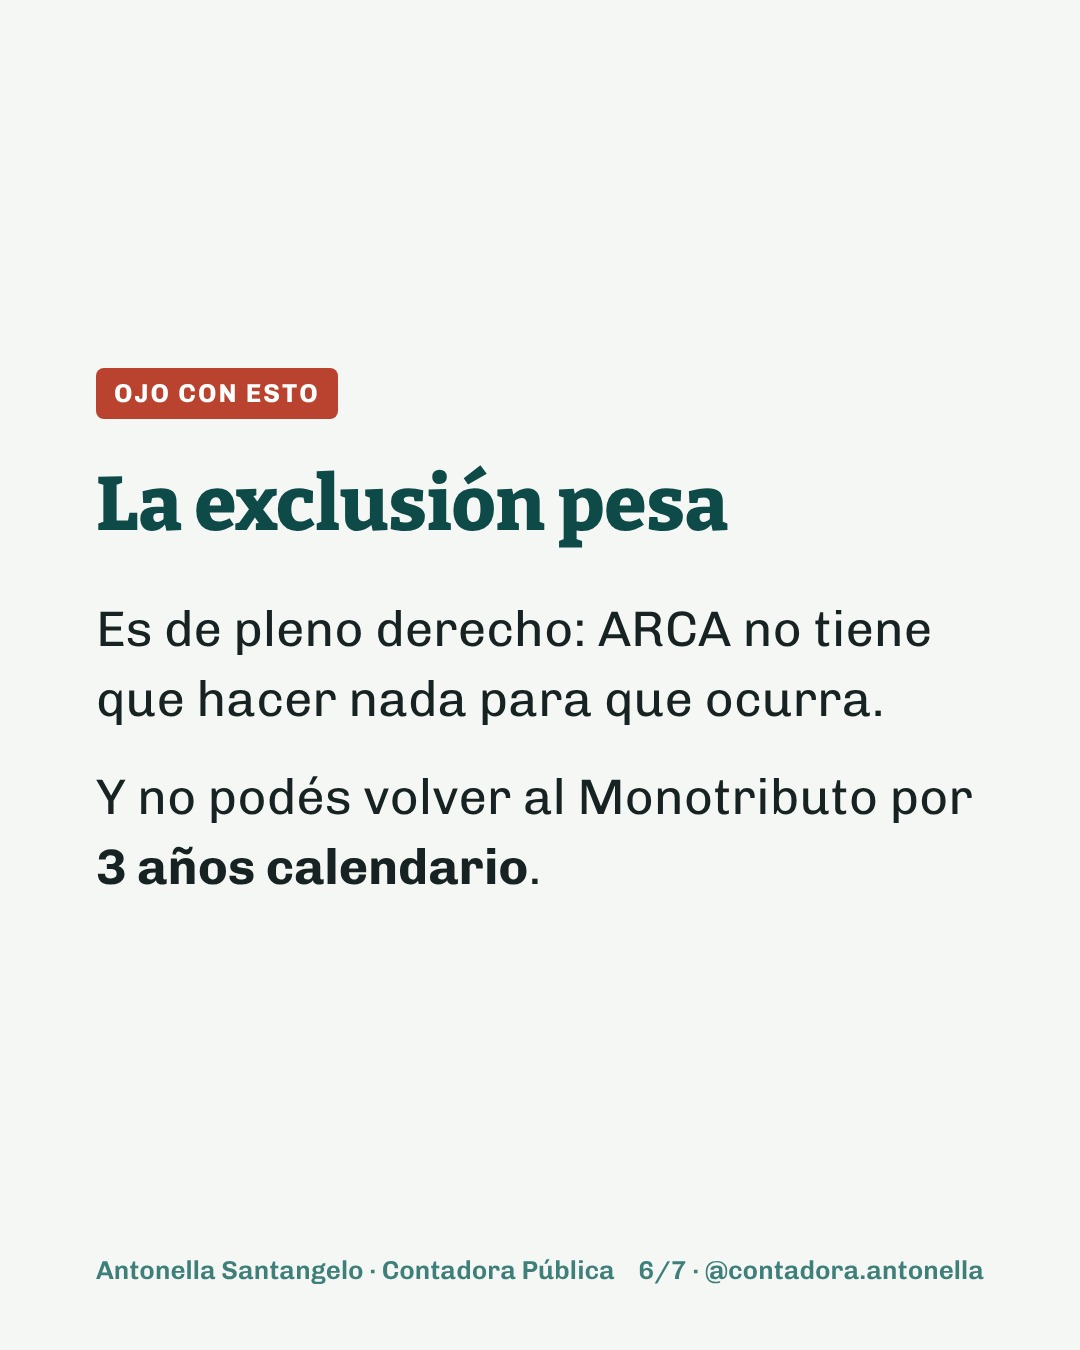 OJO CON ESTO
La exclusión pesa
Es de pleno derecho: ARCA no tiene
que hacer nada para que ocurra.
Y no podés volver al Monotributo por
3 años calendario.
Antonella Santangelo · Contadora Pública 6/7 · @contadora.antonella